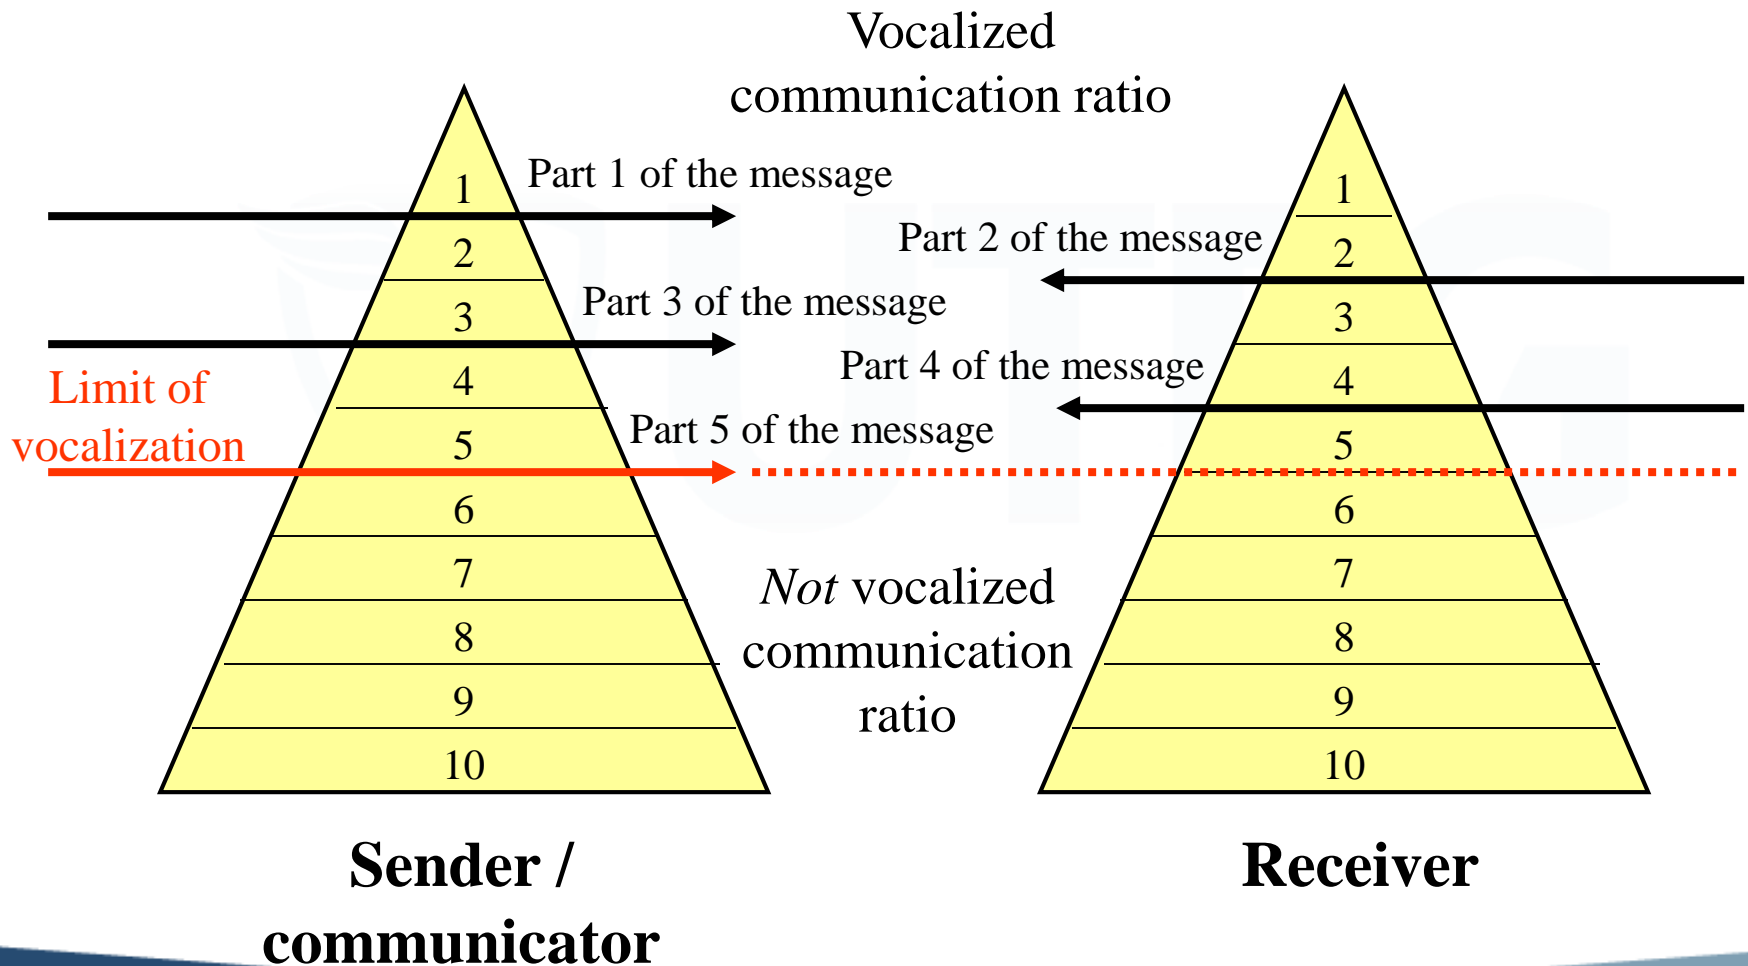 Vocalized
communication ratio
1
Part 1 of the message
1
2
Part 2 of the message
2
3
Part 3 of the message
3
Limit of
vocalization
4
Part 4 of the message
4
5
Part 5 of the message
5
6
6
7
Not vocalized
communication
ratio
7
8
8
9
9
10
10
Sender /
communicator
Receiver